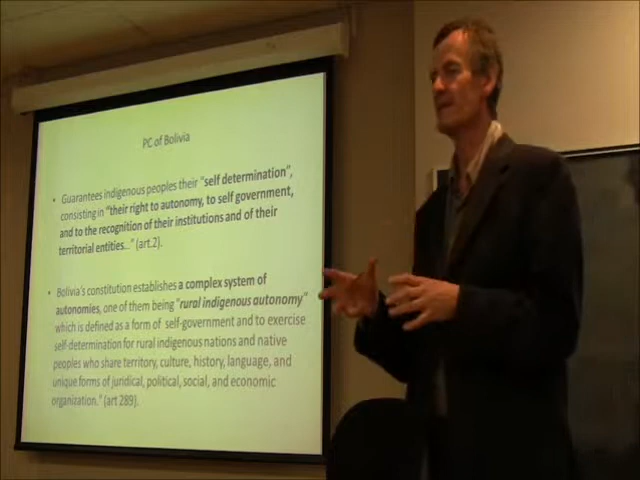 PC of Bolivia
• Guarantees indigenous peoples their "self determination",
consisting in "their right to autonomy, to self government,
and to the recognition of their institutions and of their
territorial entities..." (art.2).
• Bolivia's constitution establishes a complex system of
autonomies, one of them being "rural indigenous autonomy"
which is defined as a form of self-government and to exercise
self-determination for rural indigenous nations and native
peoples who share territory, culture, history, language, and
unique forms of juridical, political, social, and economic
organization." (art 289).